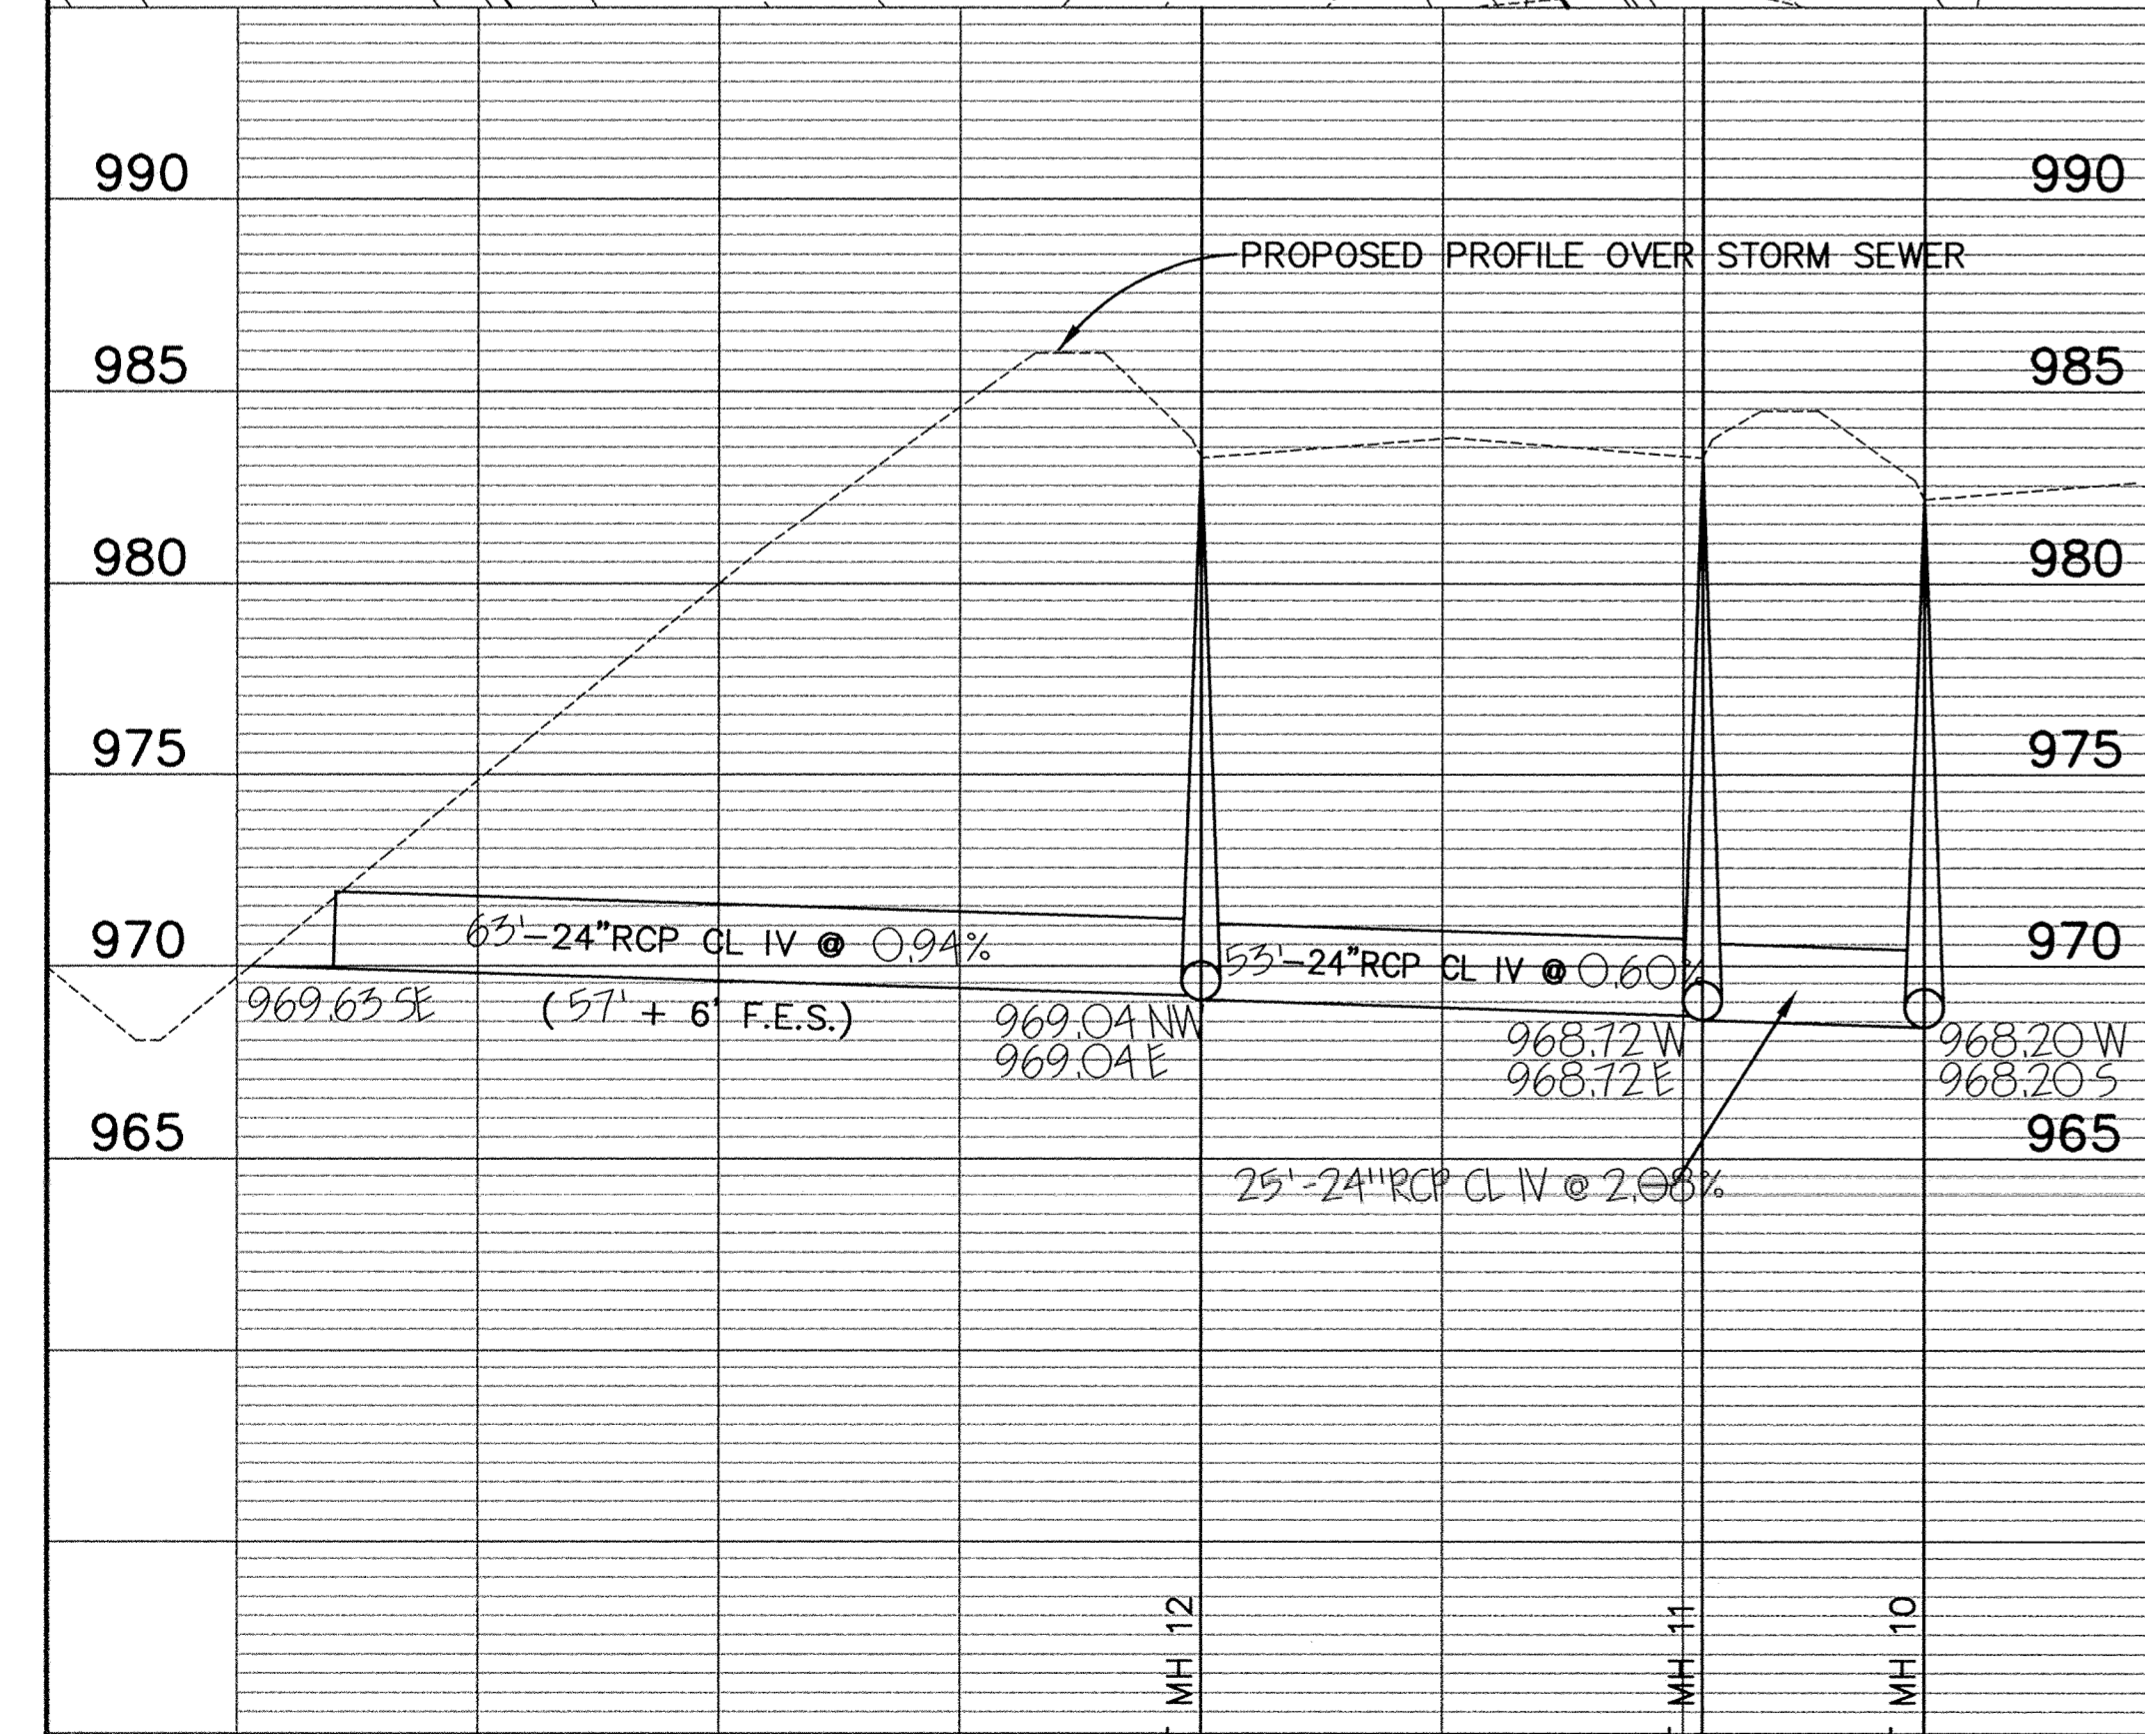 990
990
PROPOSED PROFILE OVER STORM SEWER
985
985
980
980
975
975
970
970
63'-24"RCP CL IV @ 0.94%
53'-24"RCP CL IV @ 0.60%
969.63 SE
(57' + 6' F.E.S.)
969.04 NW
969.04 E
968.72 W
968.72 E
968.20 W
968.20 S
965
965
25'-24"RCP CL IV @ 2.08%
MH 12
MH 11
MH 10